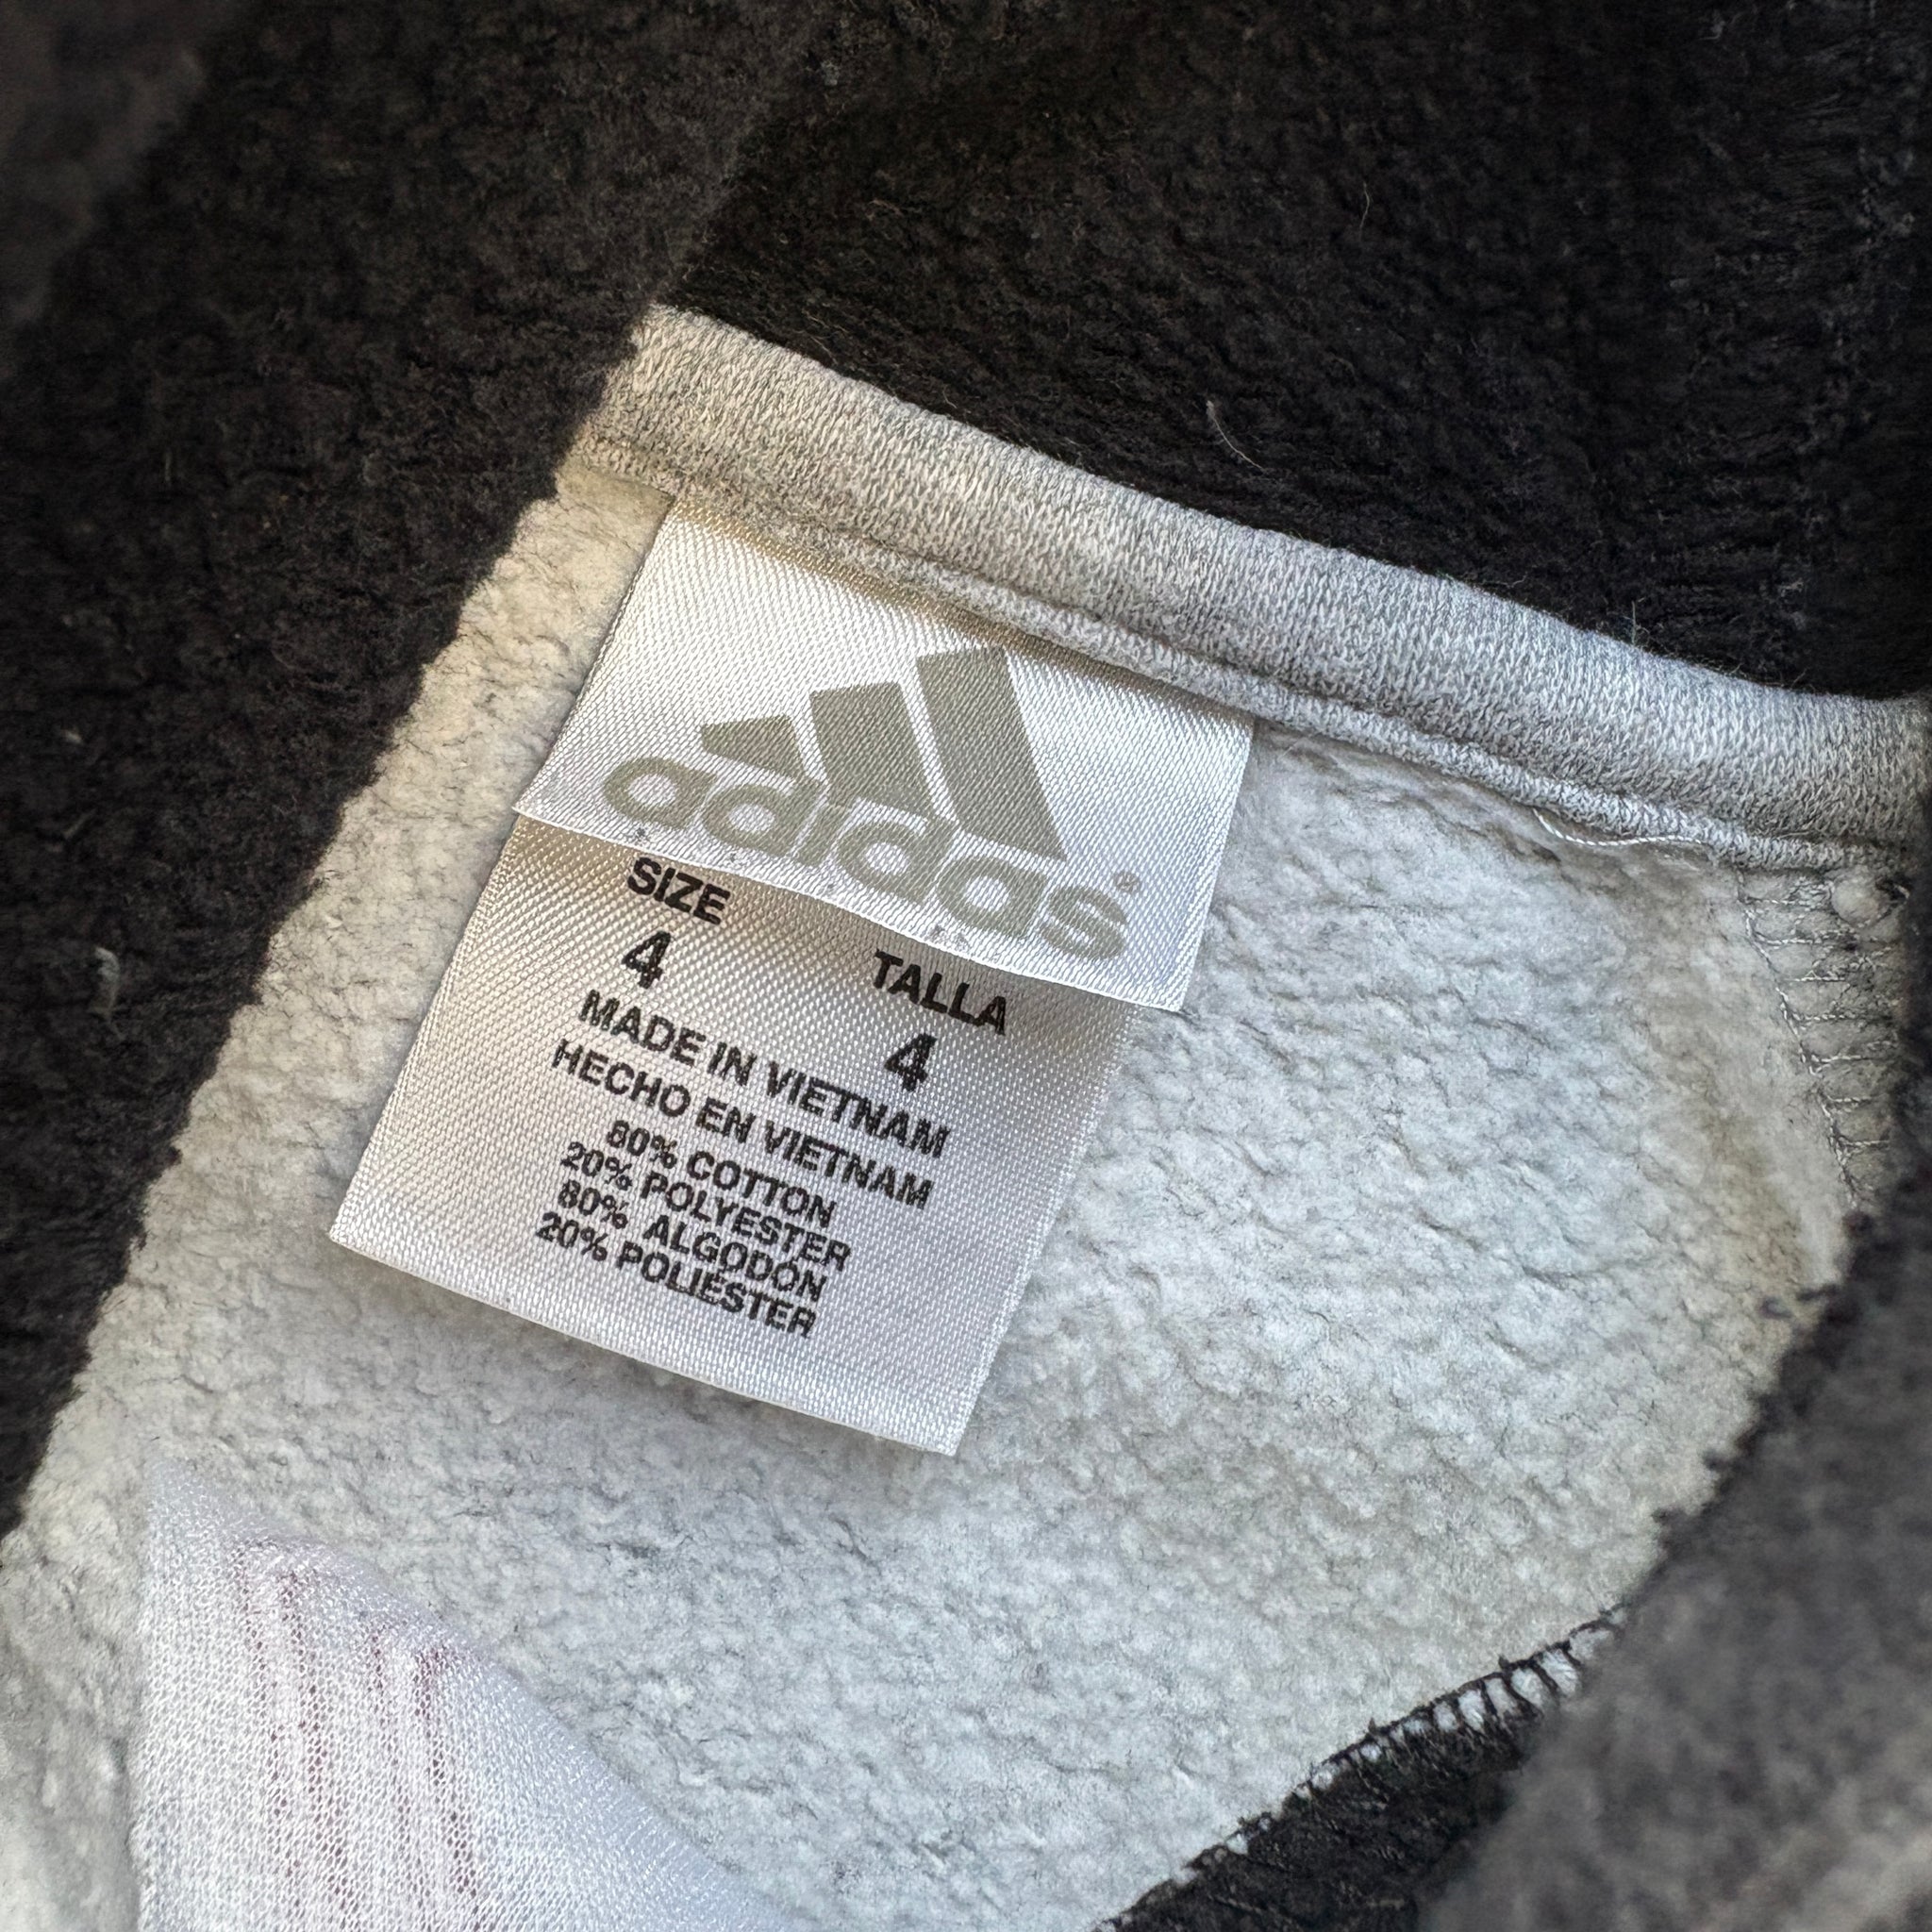 adidas®
SIZE TALLA
4 4
MADE IN VIETNAM
HECHO EN VIETNAM
80% COTTON
20% POLYESTER
80% ALGODÓN
20% POLIÉSTER